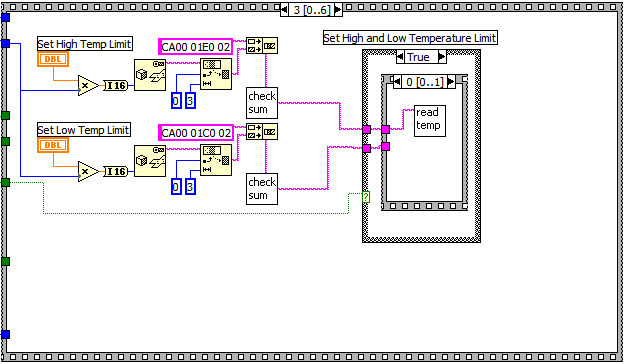 3 [0..6]
Set High Temp Limit
DBL
I16
CA00 01E0 02
0
3
check
sum
Set Low Temp Limit
DBL
I16
CA00 01C0 02
0
3
check
sum
Set High and Low Temperature Limit
True
0 [0..1]
read
temp
?